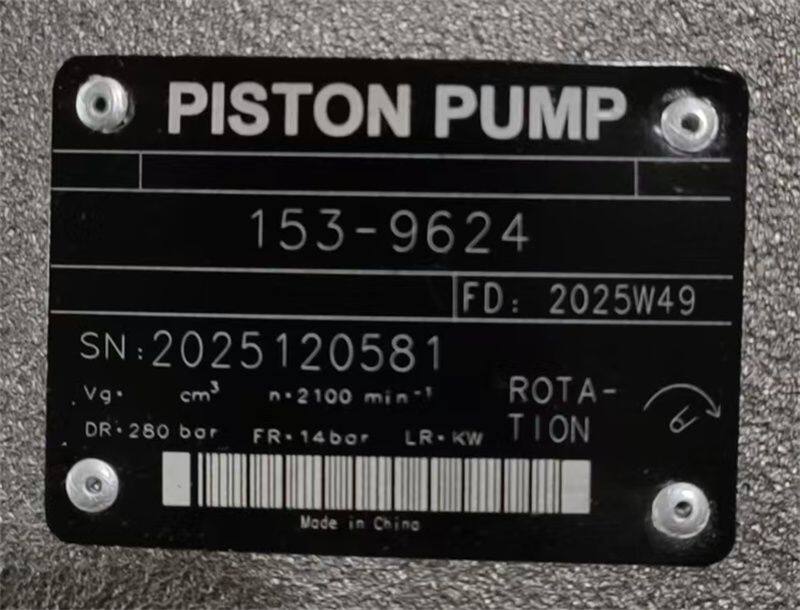 PISTON PUMP
153-9624
FD: 2025W49
SN:2025120581
Vg· cm³ n·2100 min⁻¹
DR·280 bar FR·14bar LR·KW
ROTA-
TION
Made in China